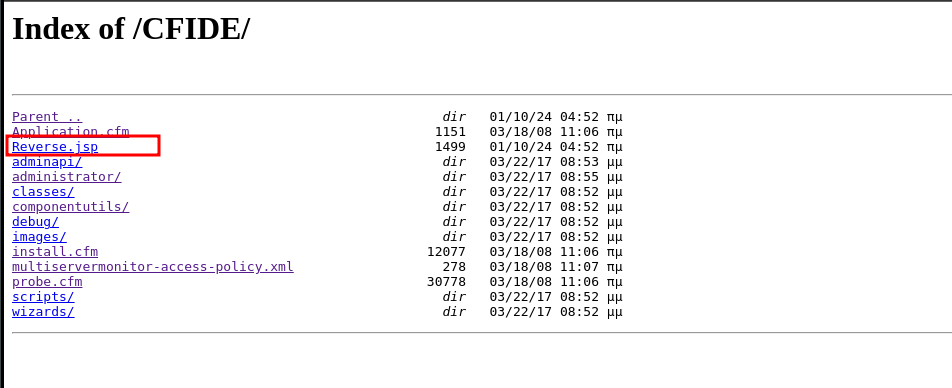 Index of /CFIDE/
Parent .. dir 01/10/24 04:52 πμ
Application.cfm 1151 03/18/08 11:06 πμ
Reverse.jsp 1499 01/10/24 04:52 πμ
adminapi/ dir 03/22/17 08:53 μμ
administrator/ dir 03/22/17 08:55 μμ
classes/ dir 03/22/17 08:52 μμ
componentutils/ dir 03/22/17 08:52 μμ
debug/ dir 03/22/17 08:52 μμ
images/ dir 03/22/17 08:52 μμ
install.cfm 12077 03/18/08 11:06 πμ
multiservermonitor-access-policy.xml 278 03/18/08 11:07 πμ
probe.cfm 30778 03/18/08 11:06 πμ
scripts/ dir 03/22/17 08:52 μμ
wizards/ dir 03/22/17 08:52 μμ